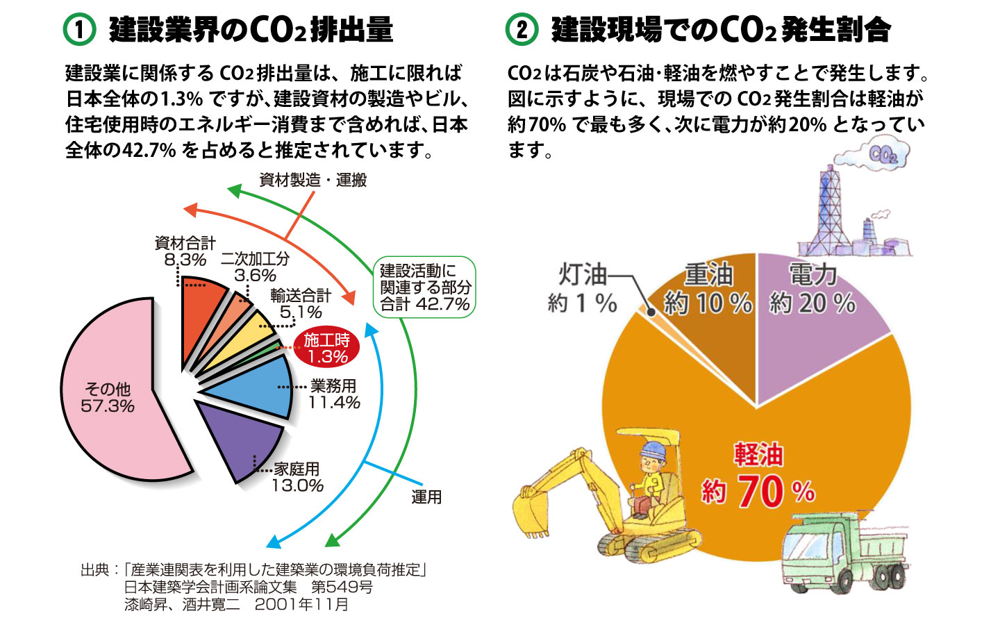 ① 建設業界のCO₂排出量
建設業に関係する CO2排出量は、施工に限れば
日本全体の1.3% ですが､建設資材の製造やビル、
住宅使用時のエネルギー消費まで含めれば､日本
全体の42.7% を占めると推定されています。
資材製造・運搬
資材合計
8.3%
二次加工分
3.6%
輸送合計
5.1%
建設活動に
関連する部分
合計 42.7%
施工時
1.3%
その他
57.3%
業務用
11.4%
家庭用
13.0%
運用
出典：「産業連関表を利用した建築業の環境負荷推定」
日本建築学会計画系論文集　第549号
漆崎昇、酒井寛二　2001年11月
② 建設現場でのCO₂発生割合
CO2は石炭や石油･軽油を燃やすことで発生します。
図に示すように、現場での CO2発生割合は軽油が
約70% で最も多く､次に電力が約20% となってい
ます。
CO₂
灯油
約 1 %
重油
約 10 %
電力
約 20 %
軽油
約 70 %